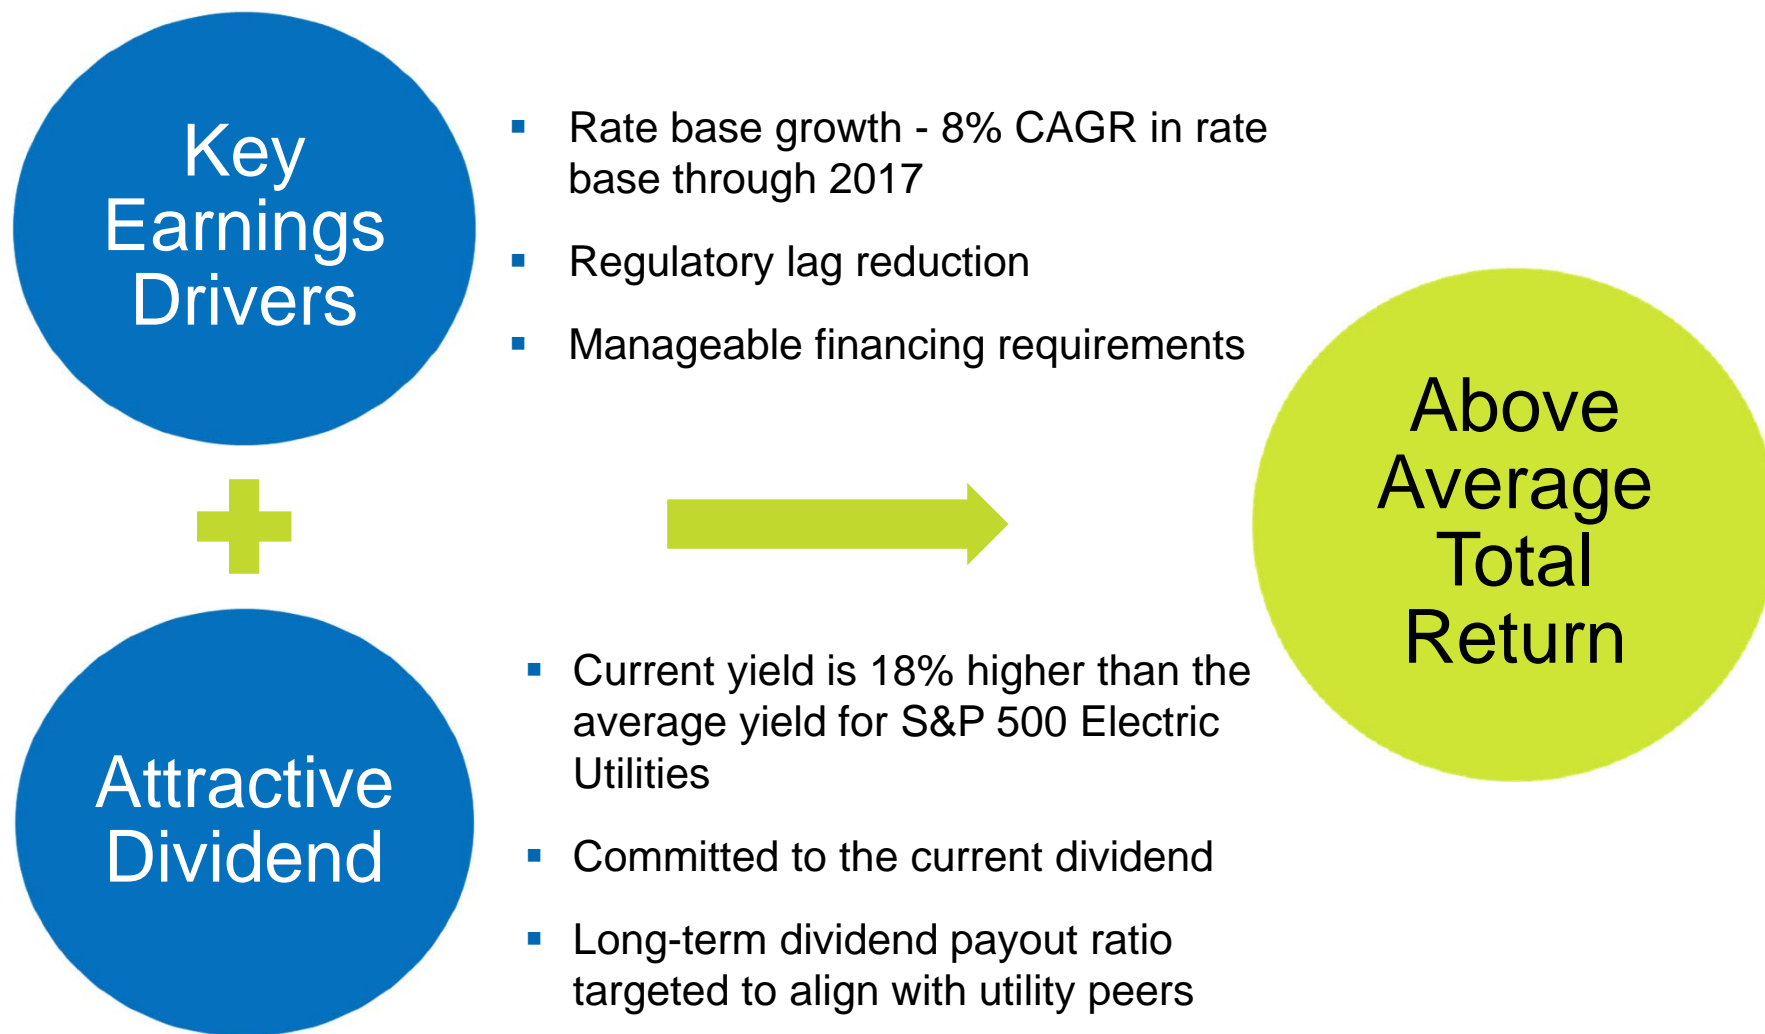 Key
Earnings
Drivers
▪ Rate base growth - 8% CAGR in rate
base through 2017
▪ Regulatory lag reduction
▪ Manageable financing requirements
Above
Average
Total
Return
Attractive
Dividend
▪ Current yield is 18% higher than the
average yield for S&P 500 Electric
Utilities
▪ Committed to the current dividend
▪ Long-term dividend payout ratio
targeted to align with utility peers